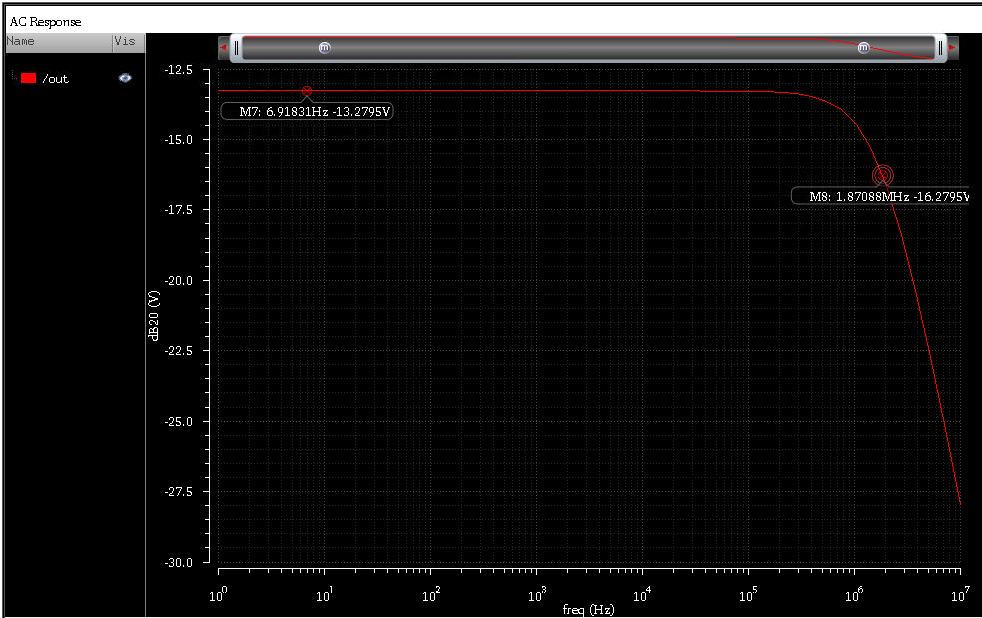 AC Response
Name Vis
/out
m m
-12.5
M7: 6.91831Hz -13.2795V
-15.0
M8: 1.87088MHz -16.2795V
-17.5
-20.0
dB20 (V)
-22.5
-25.0
-27.5
-30.0
10^0 10^1 10^2 10^3 10^4 10^5 10^6 10^7
freq (Hz)